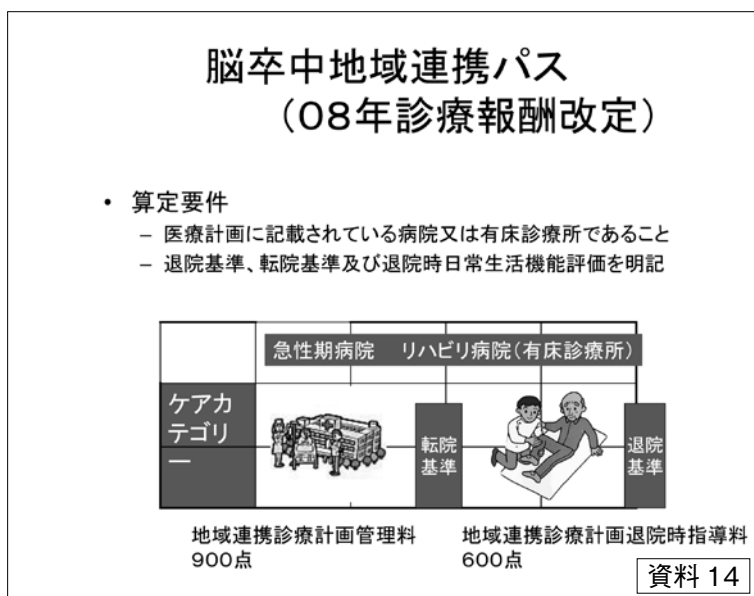 脳卒中地域連携パス
（08年診療報酬改定）
• 算定要件
– 医療計画に記載されている病院又は有床診療所であること
– 退院基準、転院基準及び退院時日常生活機能評価を明記
急性期病院 リハビリ病院（有床診療所）
ケアカ
テゴリ
ー
転院
基準
退院
基準
地域連携診療計画管理料
900点
地域連携診療計画退院時指導料
600点
資料 14